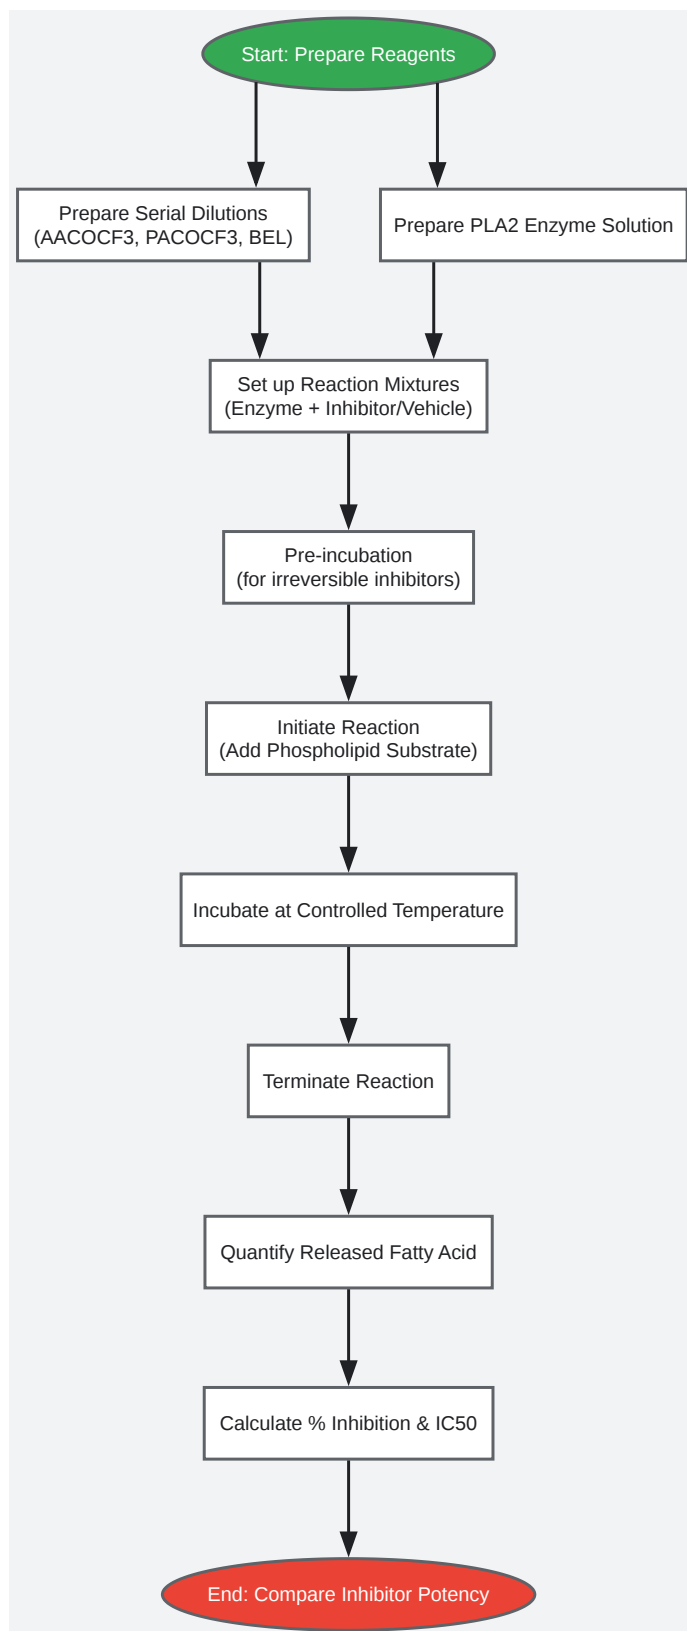 Start: Prepare Reagents
Prepare Serial Dilutions
(AACOCF3, PACOCF3, BEL)
Prepare PLA2 Enzyme Solution
Set up Reaction Mixtures
(Enzyme + Inhibitor/Vehicle)
Pre-incubation
(for irreversible inhibitors)
Initiate Reaction
(Add Phospholipid Substrate)
Incubate at Controlled Temperature
Terminate Reaction
Quantify Released Fatty Acid
Calculate % Inhibition & IC50
End: Compare Inhibitor Potency